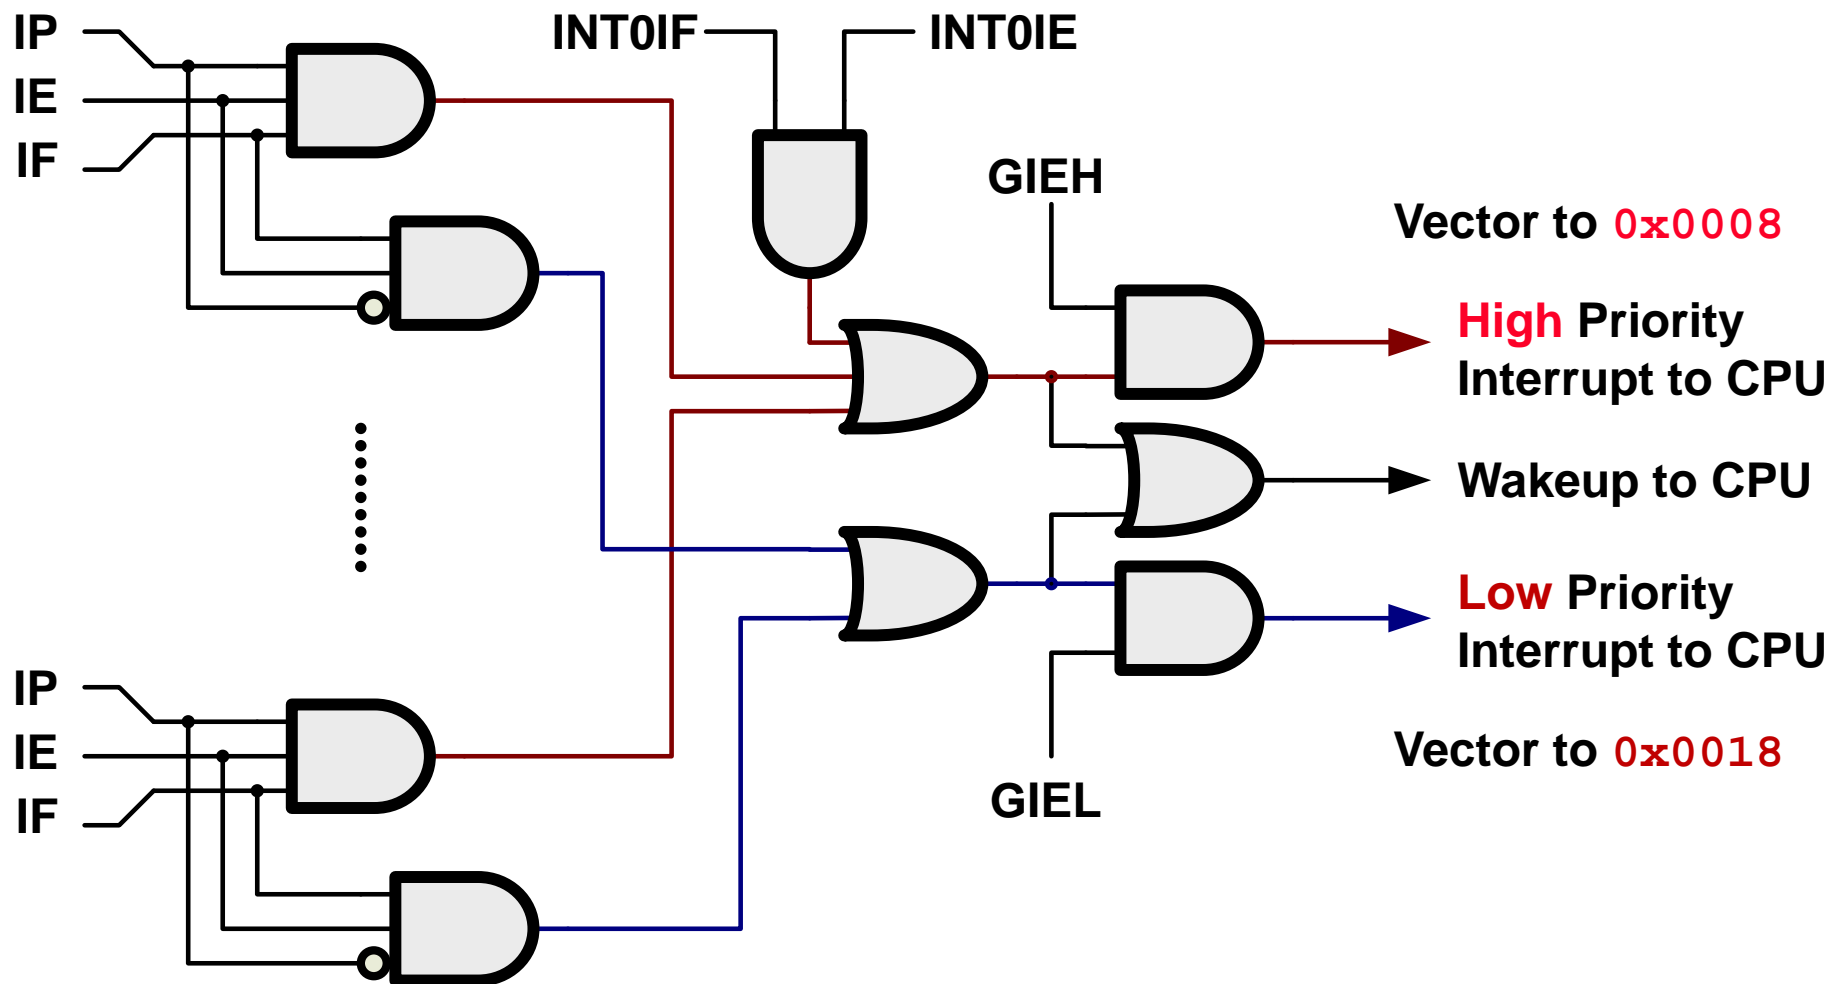 IP
IE
IF
INT0IF
INT0IE
GIEH
Vector to 0x0008
High Priority
Interrupt to CPU
Wakeup to CPU
Low Priority
Interrupt to CPU
IP
IE
IF
GIEL
Vector to 0x0018